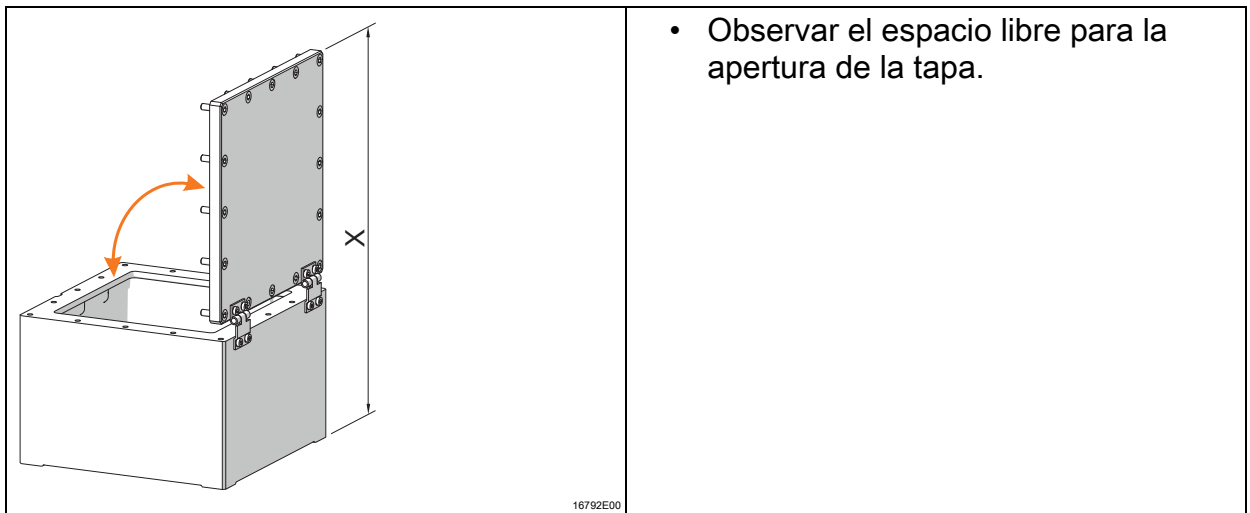 X
16792E00
• Observar el espacio libre para la
apertura de la tapa.